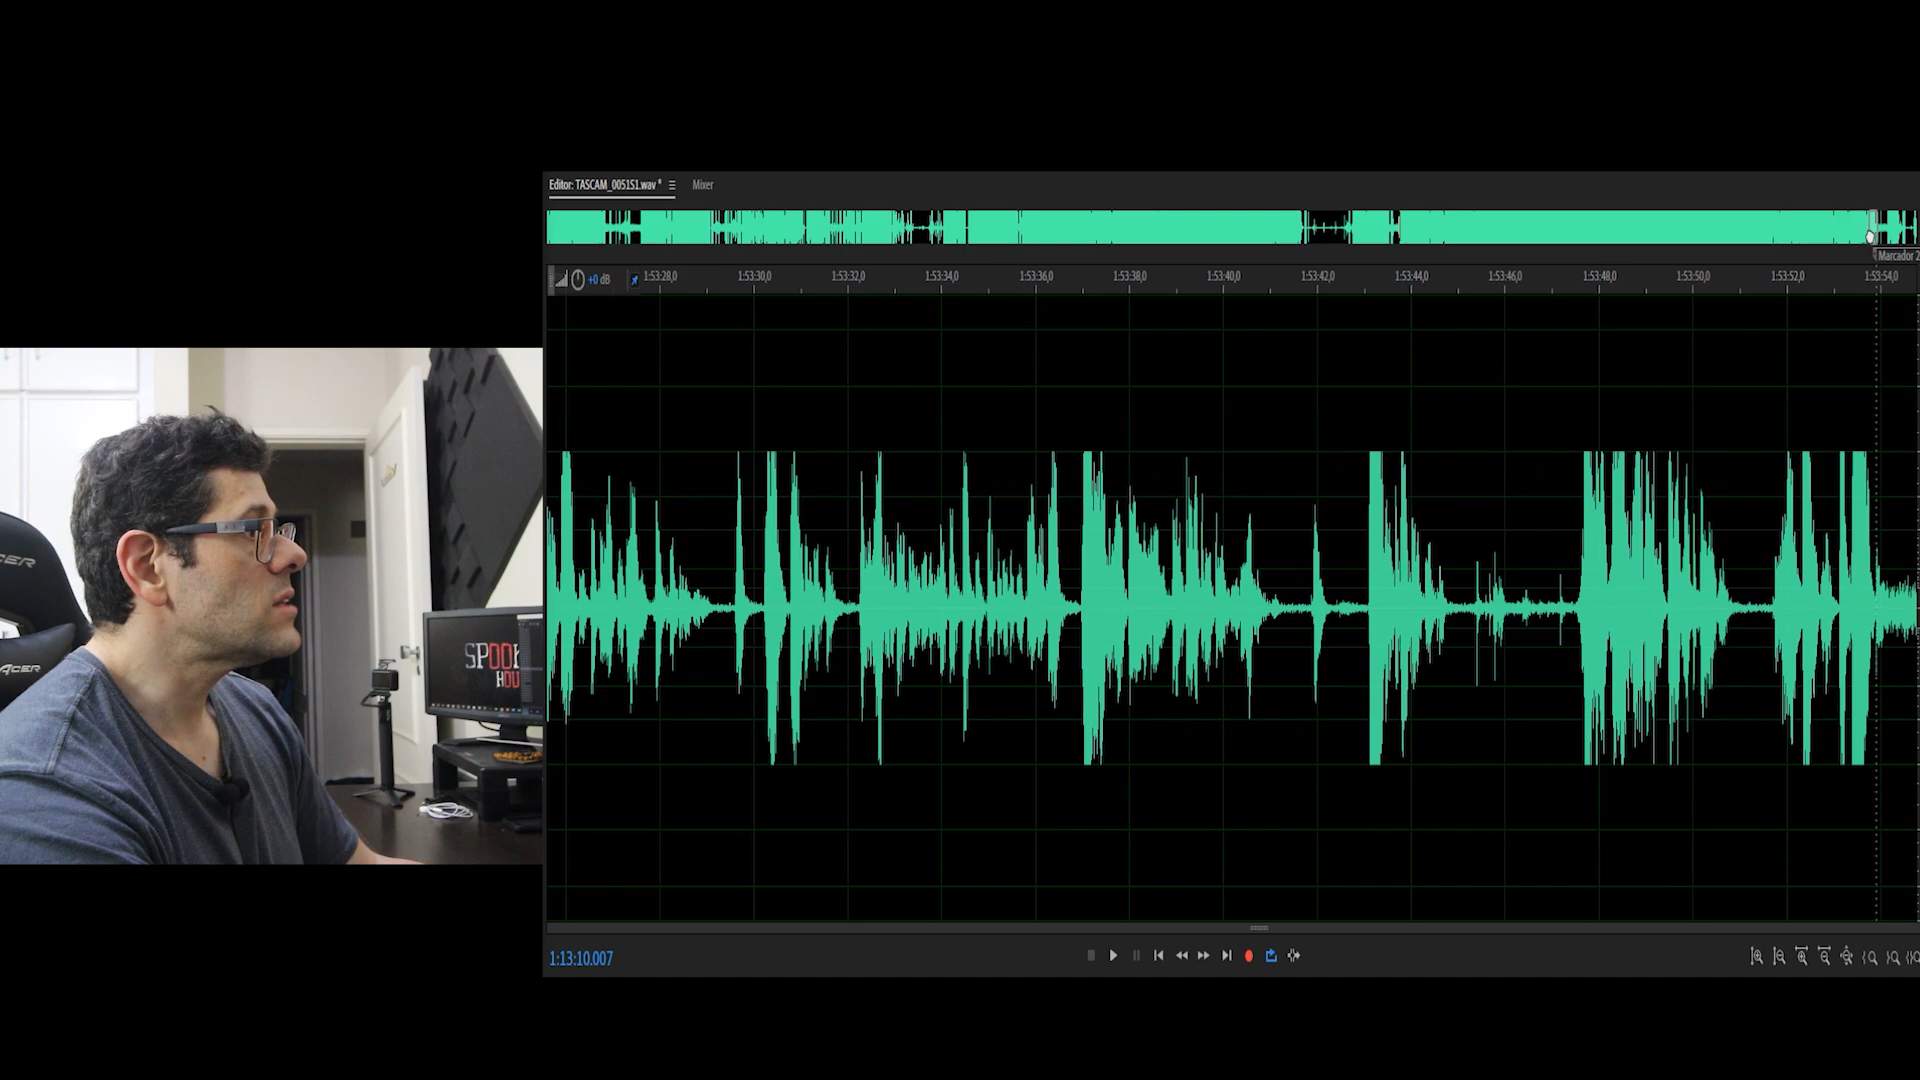 Editor: TASCAM_0051S1.wav * Mixer
Marcador 2
+0 dB 1:53:28,0 1:53:30,0 1:53:32,0 1:53:34,0 1:53:36,0 1:53:38,0 1:53:40,0 1:53:42,0 1:53:44,0 1:53:46,0 1:53:48,0 1:53:50,0 1:53:52,0 1:53:54,0
CER
ACER
SPOOK
HOU
1:13:10.007